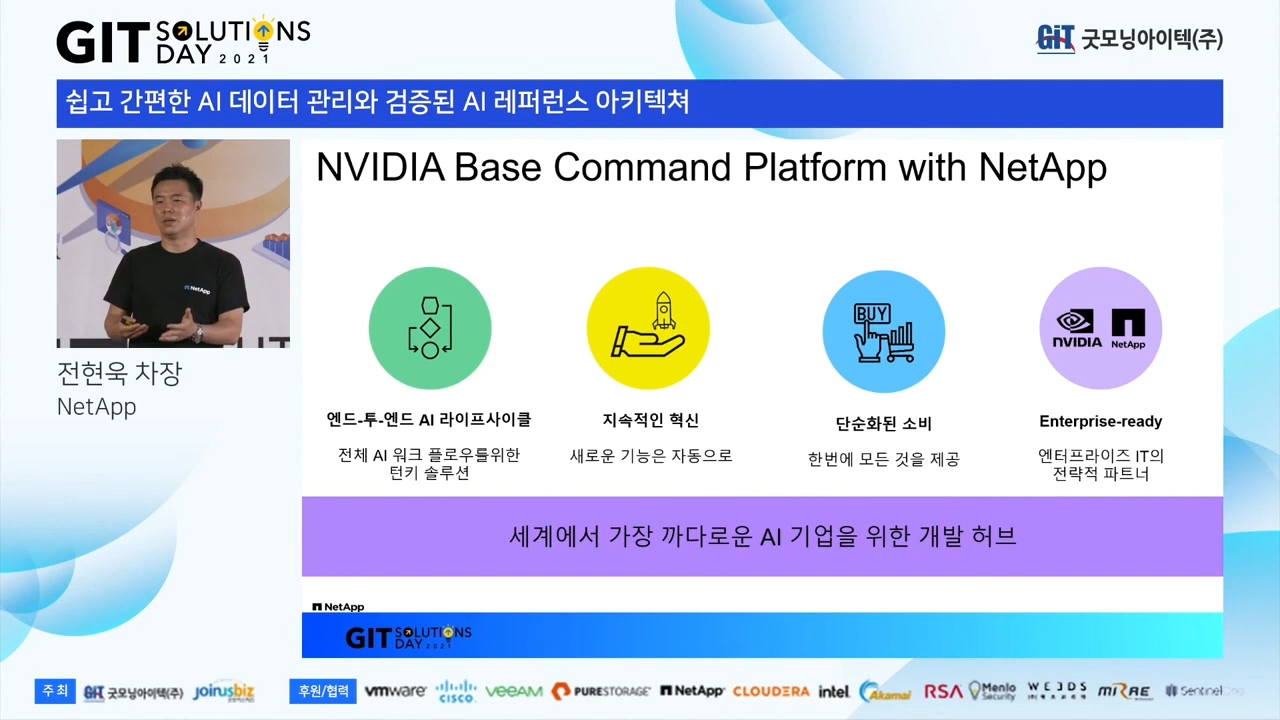 GIT SOLUTIONS DAY 2021
GIT 굿모닝아이텍(주)
쉽고 간편한 AI 데이터 관리와 검증된 AI 레퍼런스 아키텍쳐
NetApp
전현욱 차장
NetApp
NVIDIA Base Command Platform with NetApp
BUY
NVIDIA
NetApp
엔드-투-엔드 AI 라이프사이클
전체 AI 워크 플로우를위한
턴키 솔루션
지속적인 혁신
새로운 기능은 자동으로
단순화된 소비
한번에 모든 것을 제공
Enterprise-ready
엔터프라이즈 IT의
전략적 파트너
세계에서 가장 까다로운 AI 기업을 위한 개발 허브
NetApp
GIT SOLUTIONS DAY 2021
주 최 GIT 굿모닝아이텍(주) joinusbiz 후원/협력 vmware CISCO VEEAM PURESTORAGE NetApp CLOUDERA intel Akamai RSA Menlo Security WEEDS MIRAE